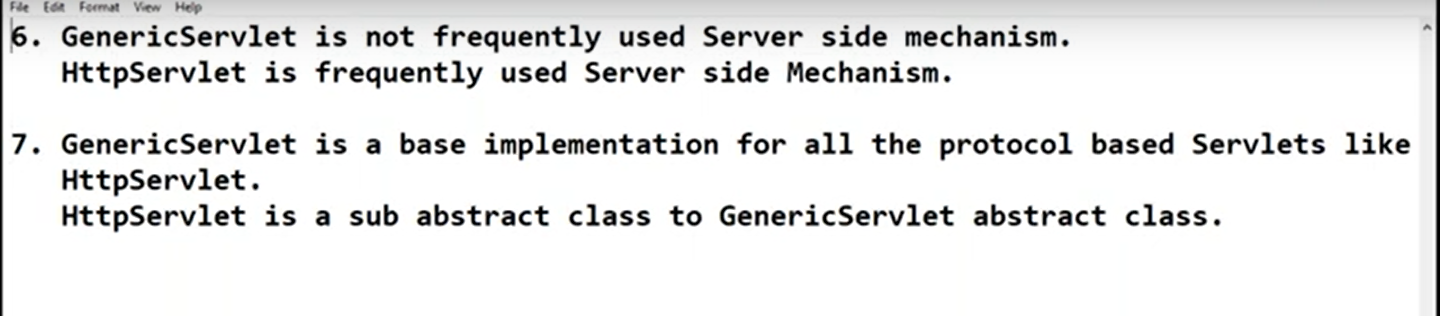 File Edit Format View Help
6. GenericServlet is not frequently used Server side mechanism.
HttpServlet is frequently used Server side Mechanism.
7. GenericServlet is a base implementation for all the protocol based Servlets like
HttpServlet.
HttpServlet is a sub abstract class to GenericServlet abstract class.